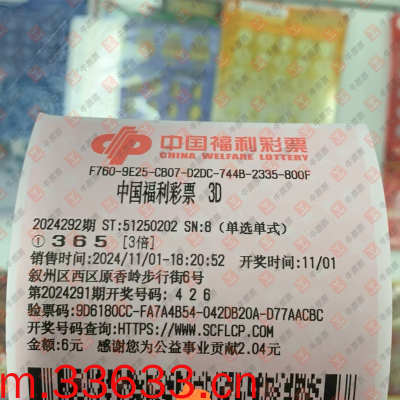 中国福利彩票
CHINA WELFARE LOTTERY
F760-9E25-CB07-D2DC-744B-2335-800F
中国福利彩票 3D
2024292期 ST:51250202 SN:8 (单选单式)
① 3 6 5 [3倍]
销售时间:2024/11/01-18:20:52 开奖时间:11/01
叙州区西区原香岭步行街6号
第2024291期开奖号码: 4 2 6
验票码:9D6180CC-FA7A4B54-042DB20A-D77AACBC
开奖号码查询:HTTPS://WWW.SCFLCP.COM
金额:6元 感谢您为公益事业贡献2.04元
m.33633.cn